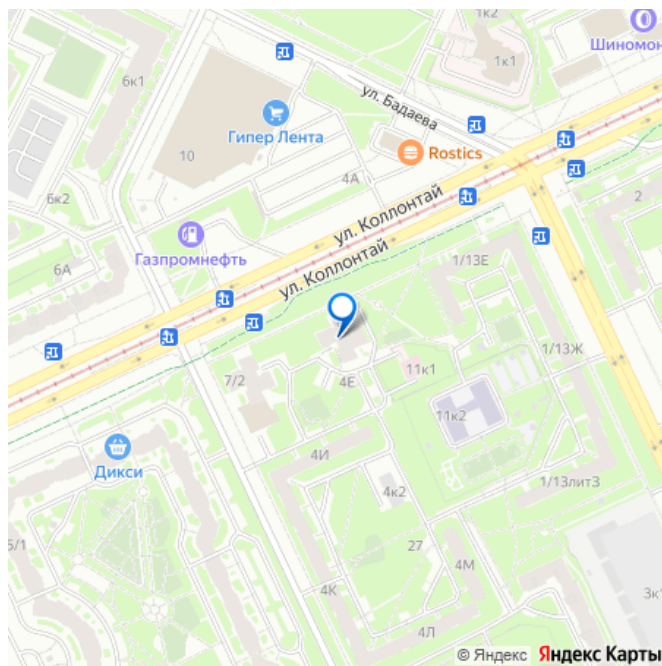 1к2
Шиномон
6к1
1к1
ул. Бадаева
Гипер Лента
10
Rostics
4А
6к2
2
ул. Коллонтай
Газпромнефть
1/13Е
6А
ул. Коллонтай
1/13Ж
11к1
7/2
4Е
11к2
4И
Дикси
1/13литЗ
4к2
5/1
27
4М
4К
3к
4Л
© Яндекс Яндекс Карты